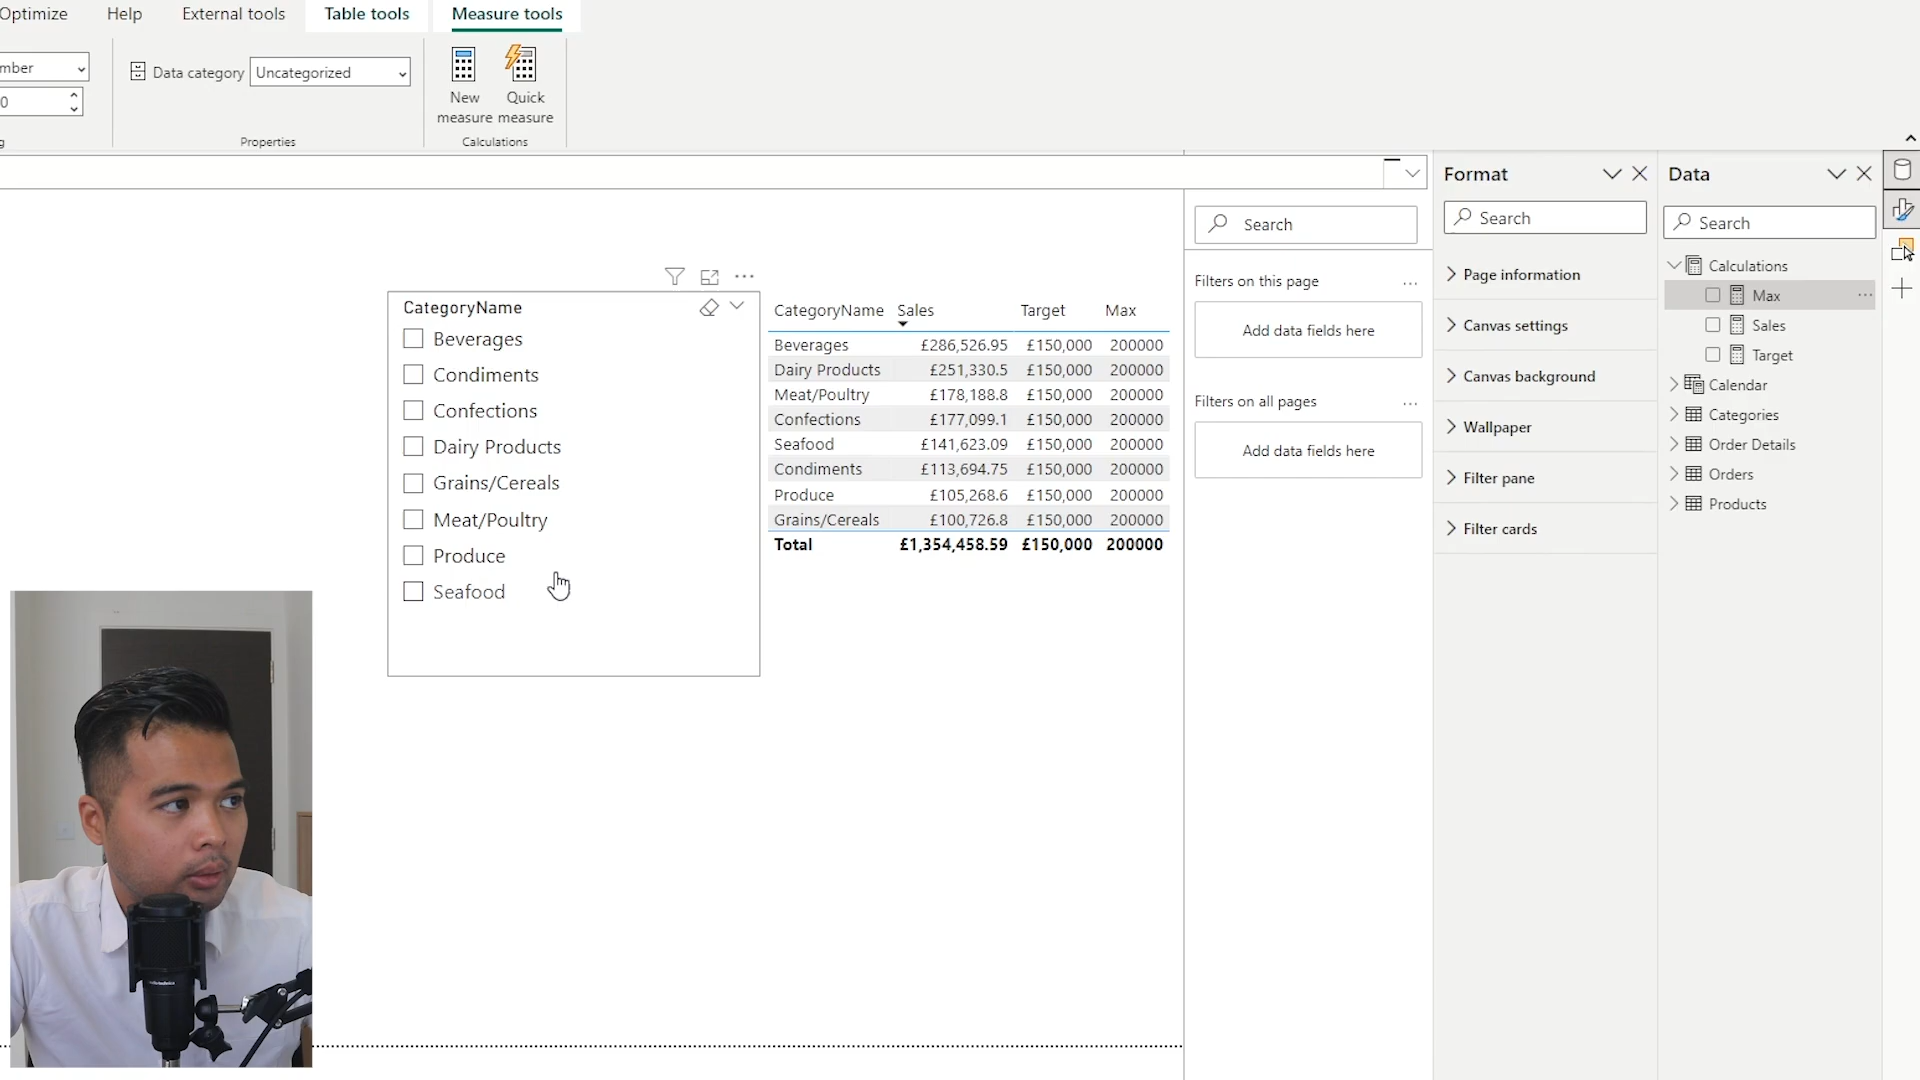 Optimize Help External tools Table tools Measure tools
mber
Data category Uncategorized
0
New measure
Quick measure
Properties
Calculations
CategoryName
Beverages
Condiments
Confections
Dairy Products
Grains/Cereals
Meat/Poultry
Produce
Seafood
CategoryName Sales Target Max
Beverages £286,526.95 £150,000 200000
Dairy Products £251,330.5 £150,000 200000
Meat/Poultry £178,188.8 £150,000 200000
Confections £177,099.1 £150,000 200000
Seafood £141,623.09 £150,000 200000
Condiments £113,694.75 £150,000 200000
Produce £105,268.6 £150,000 200000
Grains/Cereals £100,726.8 £150,000 200000
Total £1,354,458.59 £150,000 200000
Search
Filters on this page ...
Add data fields here
Filters on all pages ...
Add data fields here
Format
Search
Page information
Canvas settings
Canvas background
Wallpaper
Filter pane
Filter cards
Data
Search
Calculations
Max ...
Sales
Target
Calendar
Categories
Order Details
Orders
Products